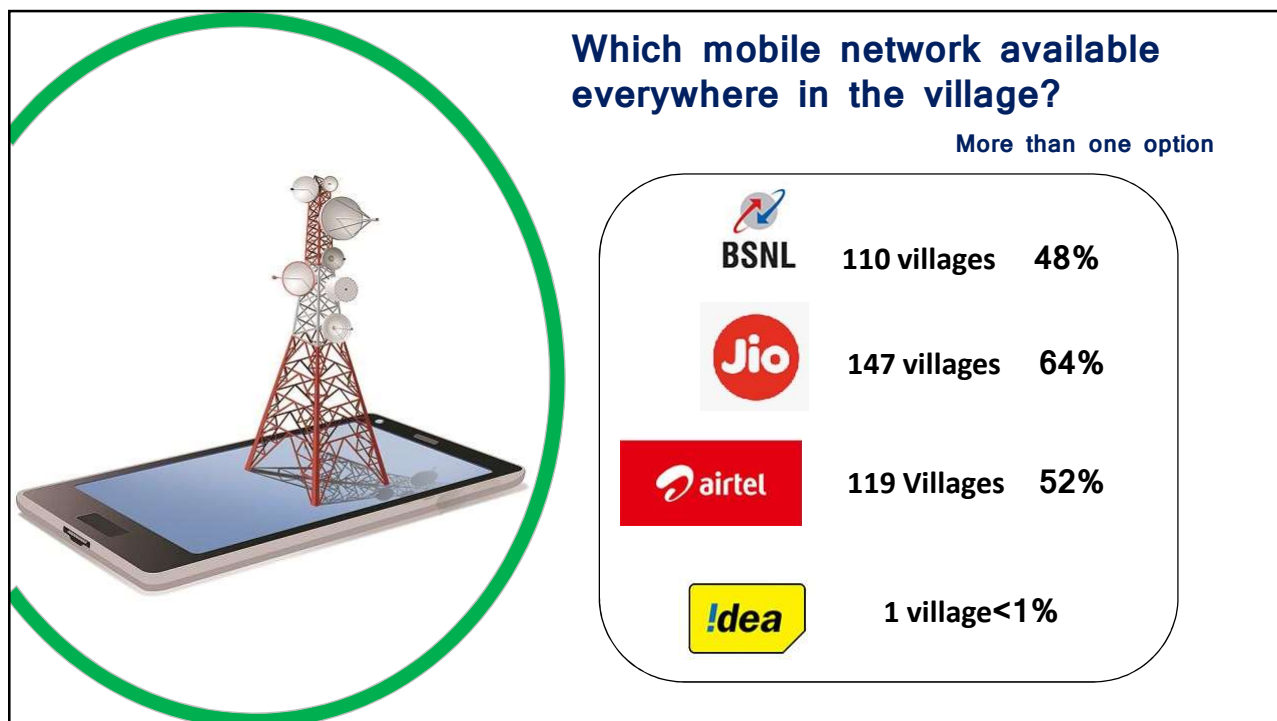 Which mobile network available
everywhere in the village?
More than one option
BSNL 110 villages 48%
Jio 147 villages 64%
airtel 119 Villages 52%
!dea 1 village<1%